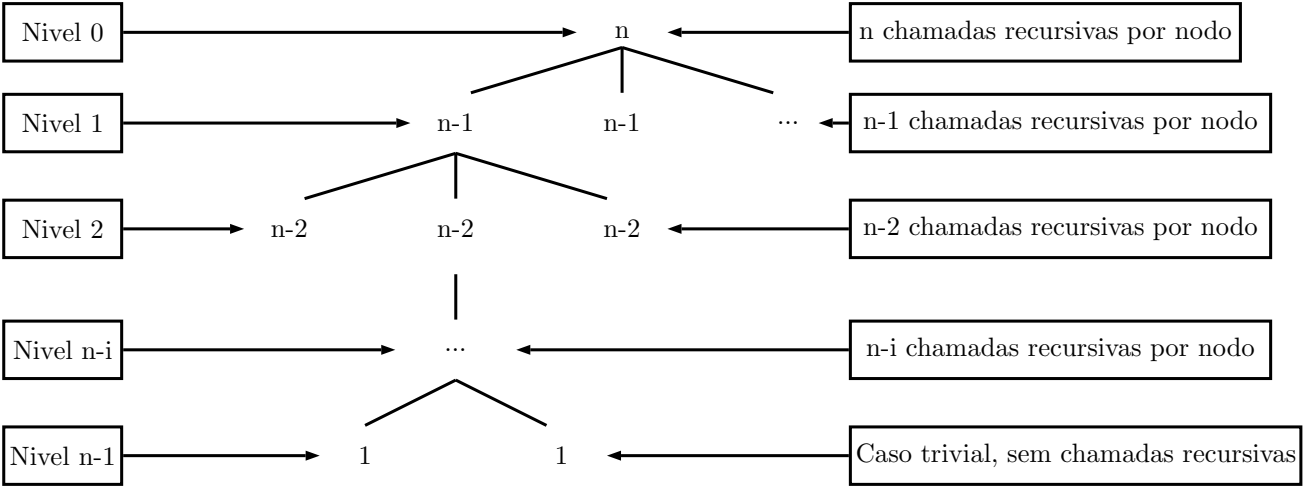 Nivel 0 n n chamadas recursivas por nodo
Nivel 1 n-1 n-1 ... n-1 chamadas recursivas por nodo
Nivel 2 n-2 n-2 n-2 n-2 chamadas recursivas por nodo
Nivel n-i ... n-i chamadas recursivas por nodo
Nivel n-1 1 1 Caso trivial, sem chamadas recursivas